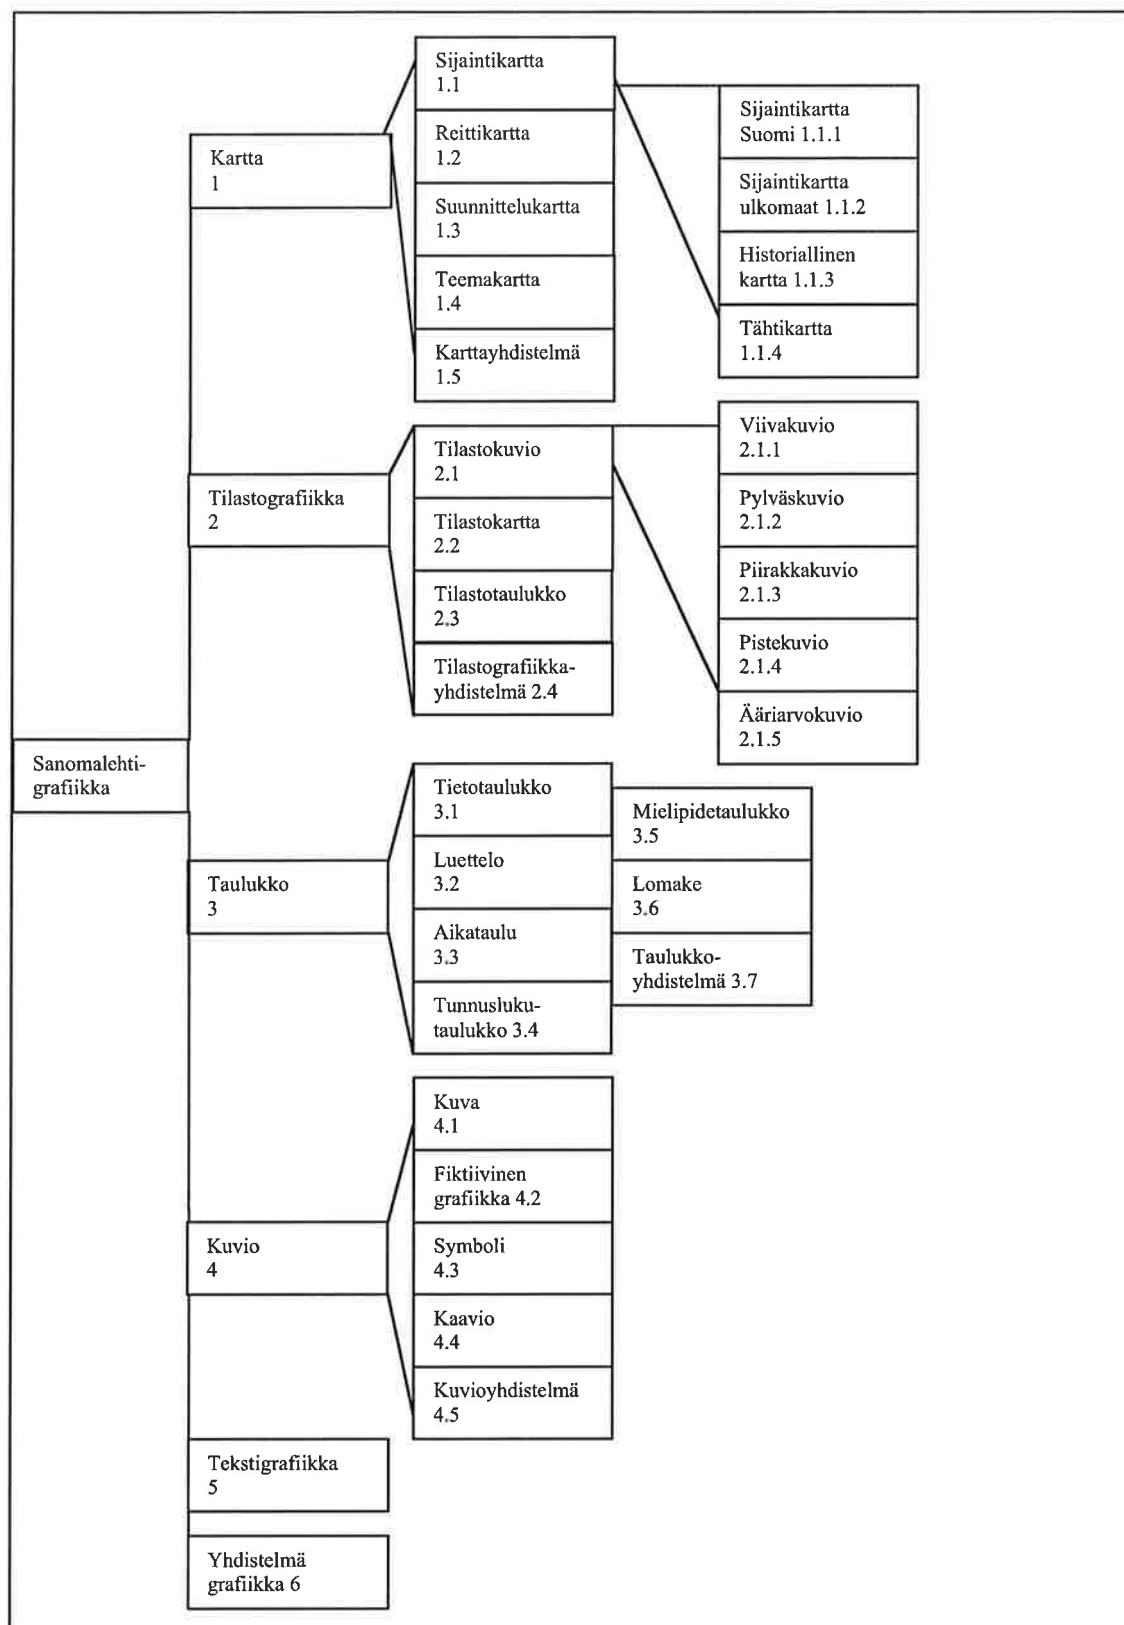 Sanomalehti-
grafiikka
Kartta
1
Sijaintikartta
1.1
Reittikartta
1.2
Suunnittelukartta
1.3
Teemakartta
1.4
Karttayhdistelmä
1.5
Sijaintikartta
Suomi 1.1.1
Sijaintikartta
ulkomaat 1.1.2
Historiallinen
kartta 1.1.3
Tähtikartta
1.1.4
Tilastografiikka
2
Tilastokuvio
2.1
Tilastokartta
2.2
Tilastotaulukko
2.3
Tilastografiikka-
yhdistelmä 2.4
Viivakuvio
2.1.1
Pylväskuvio
2.1.2
Piirakkakuvio
2.1.3
Pistekuvio
2.1.4
Ääriarvokuvio
2.1.5
Taulukko
3
Tietotaulukko
3.1
Luettelo
3.2
Aikataulu
3.3
Tunnusluku-
taulukko 3.4
Mielipidetaulukko
3.5
Lomake
3.6
Taulukko-
yhdistelmä 3.7
Kuvio
4
Kuva
4.1
Fiktiivinen
grafiikka 4.2
Symboli
4.3
Kaavio
4.4
Kuvioyhdistelmä
4.5
Tekstigrafiikka
5
Yhdistelmä
grafiikka 6